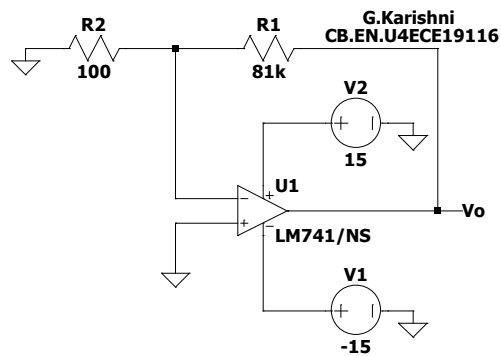 R2
R1
G.Karishni
CB.EN.U4ECE19116
100
81k
V2
+ −
15
U1
+
−
+
Vo
−
LM741/NS
V1
+ −
-15